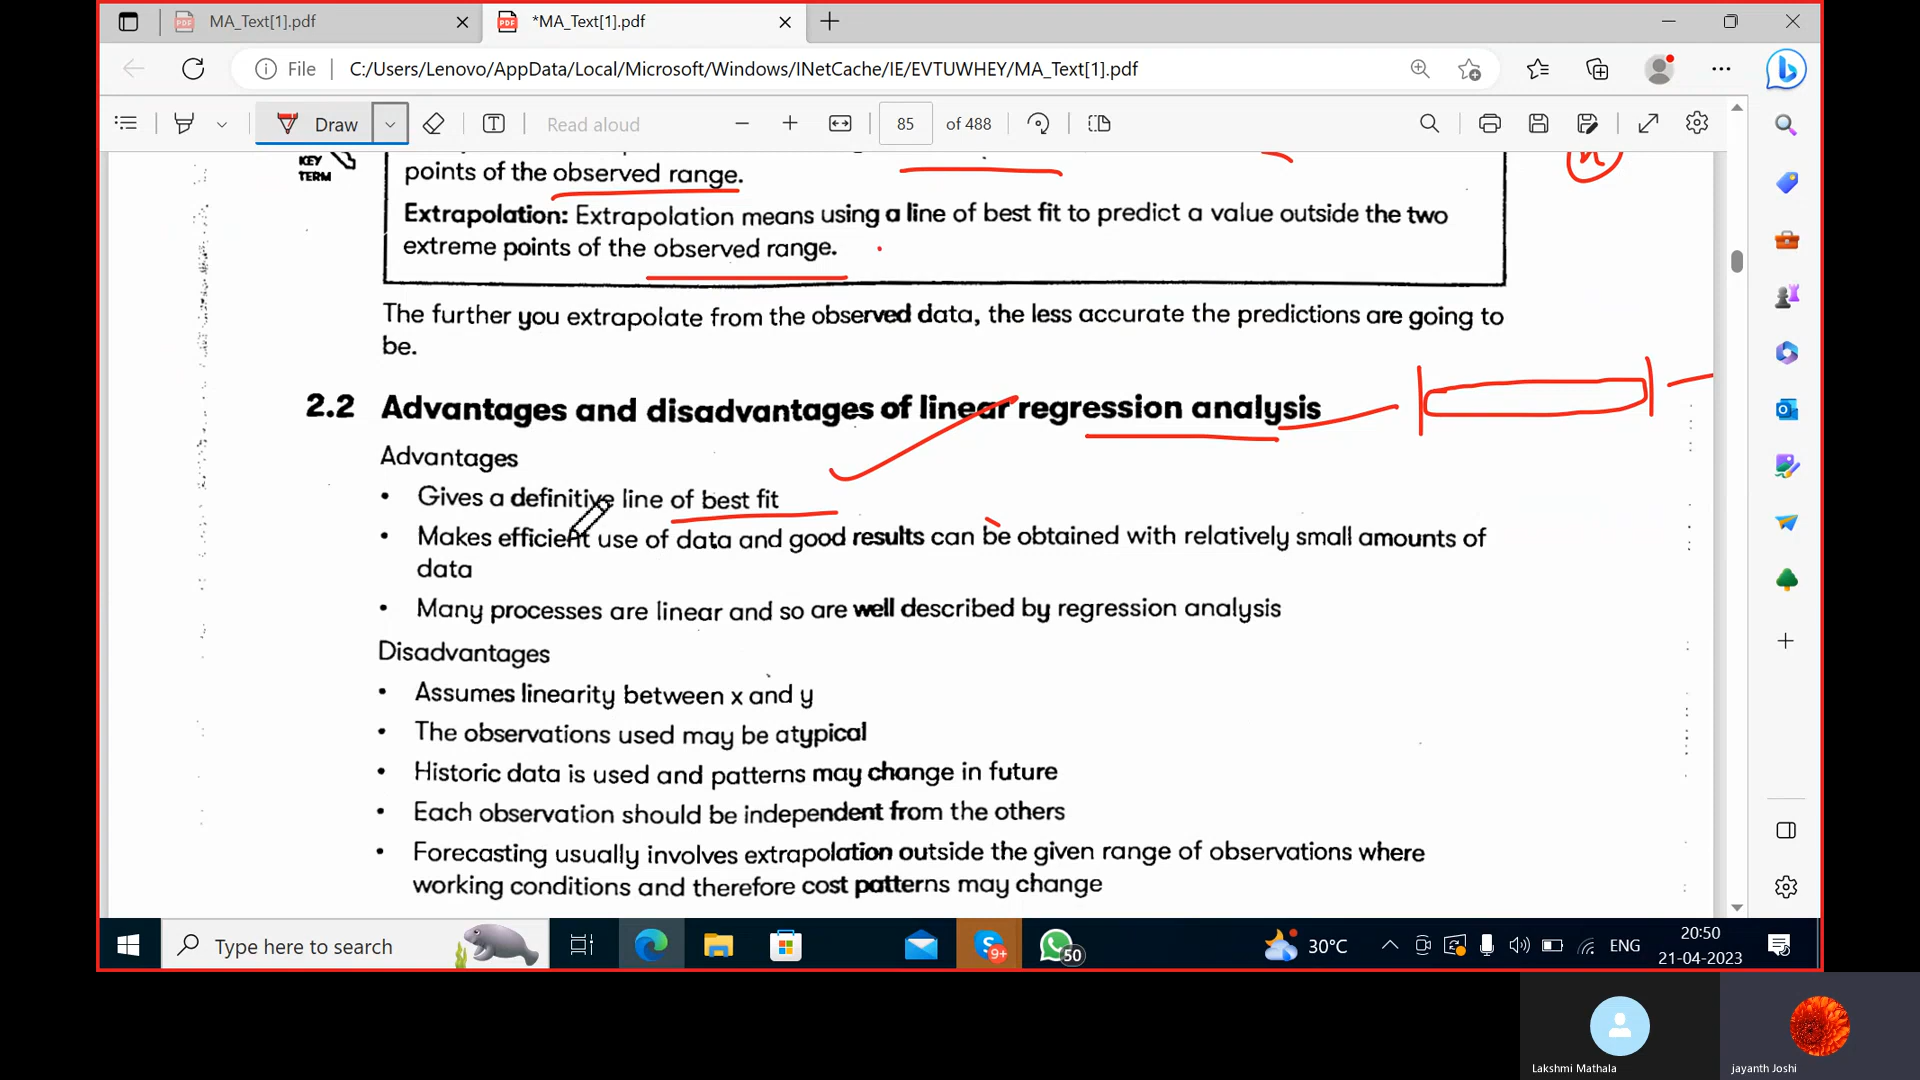 MA_Text[1].pdf
*MA_Text[1].pdf
File
C:/Users/Lenovo/AppData/Local/Microsoft/Windows/INetCache/IE/EVTUWHEY/MA_Text[1].pdf
Draw
Read aloud
85 of 488
KEY
TERM
points of the observed range.
Extrapolation: Extrapolation means using a line of best fit to predict a value outside the two
extreme points of the observed range.
The further you extrapolate from the observed data, the less accurate the predictions are going to
be.
2.2 Advantages and disadvantages of linear regression analysis
Advantages
• Gives a definitive line of best fit
• Makes efficient use of data and good results can be obtained with relatively small amounts of
data
• Many processes are linear and so are well described by regression analysis
Disadvantages
• Assumes linearity between x and y
• The observations used may be atypical
• Historic data is used and patterns may change in future
• Each observation should be independent from the others
• Forecasting usually involves extrapolation outside the given range of observations where
working conditions and therefore cost patterns may change
Type here to search
9+
50
30°C
ENG
20:50
21-04-2023
Lakshmi Mathala
jayanth Joshi